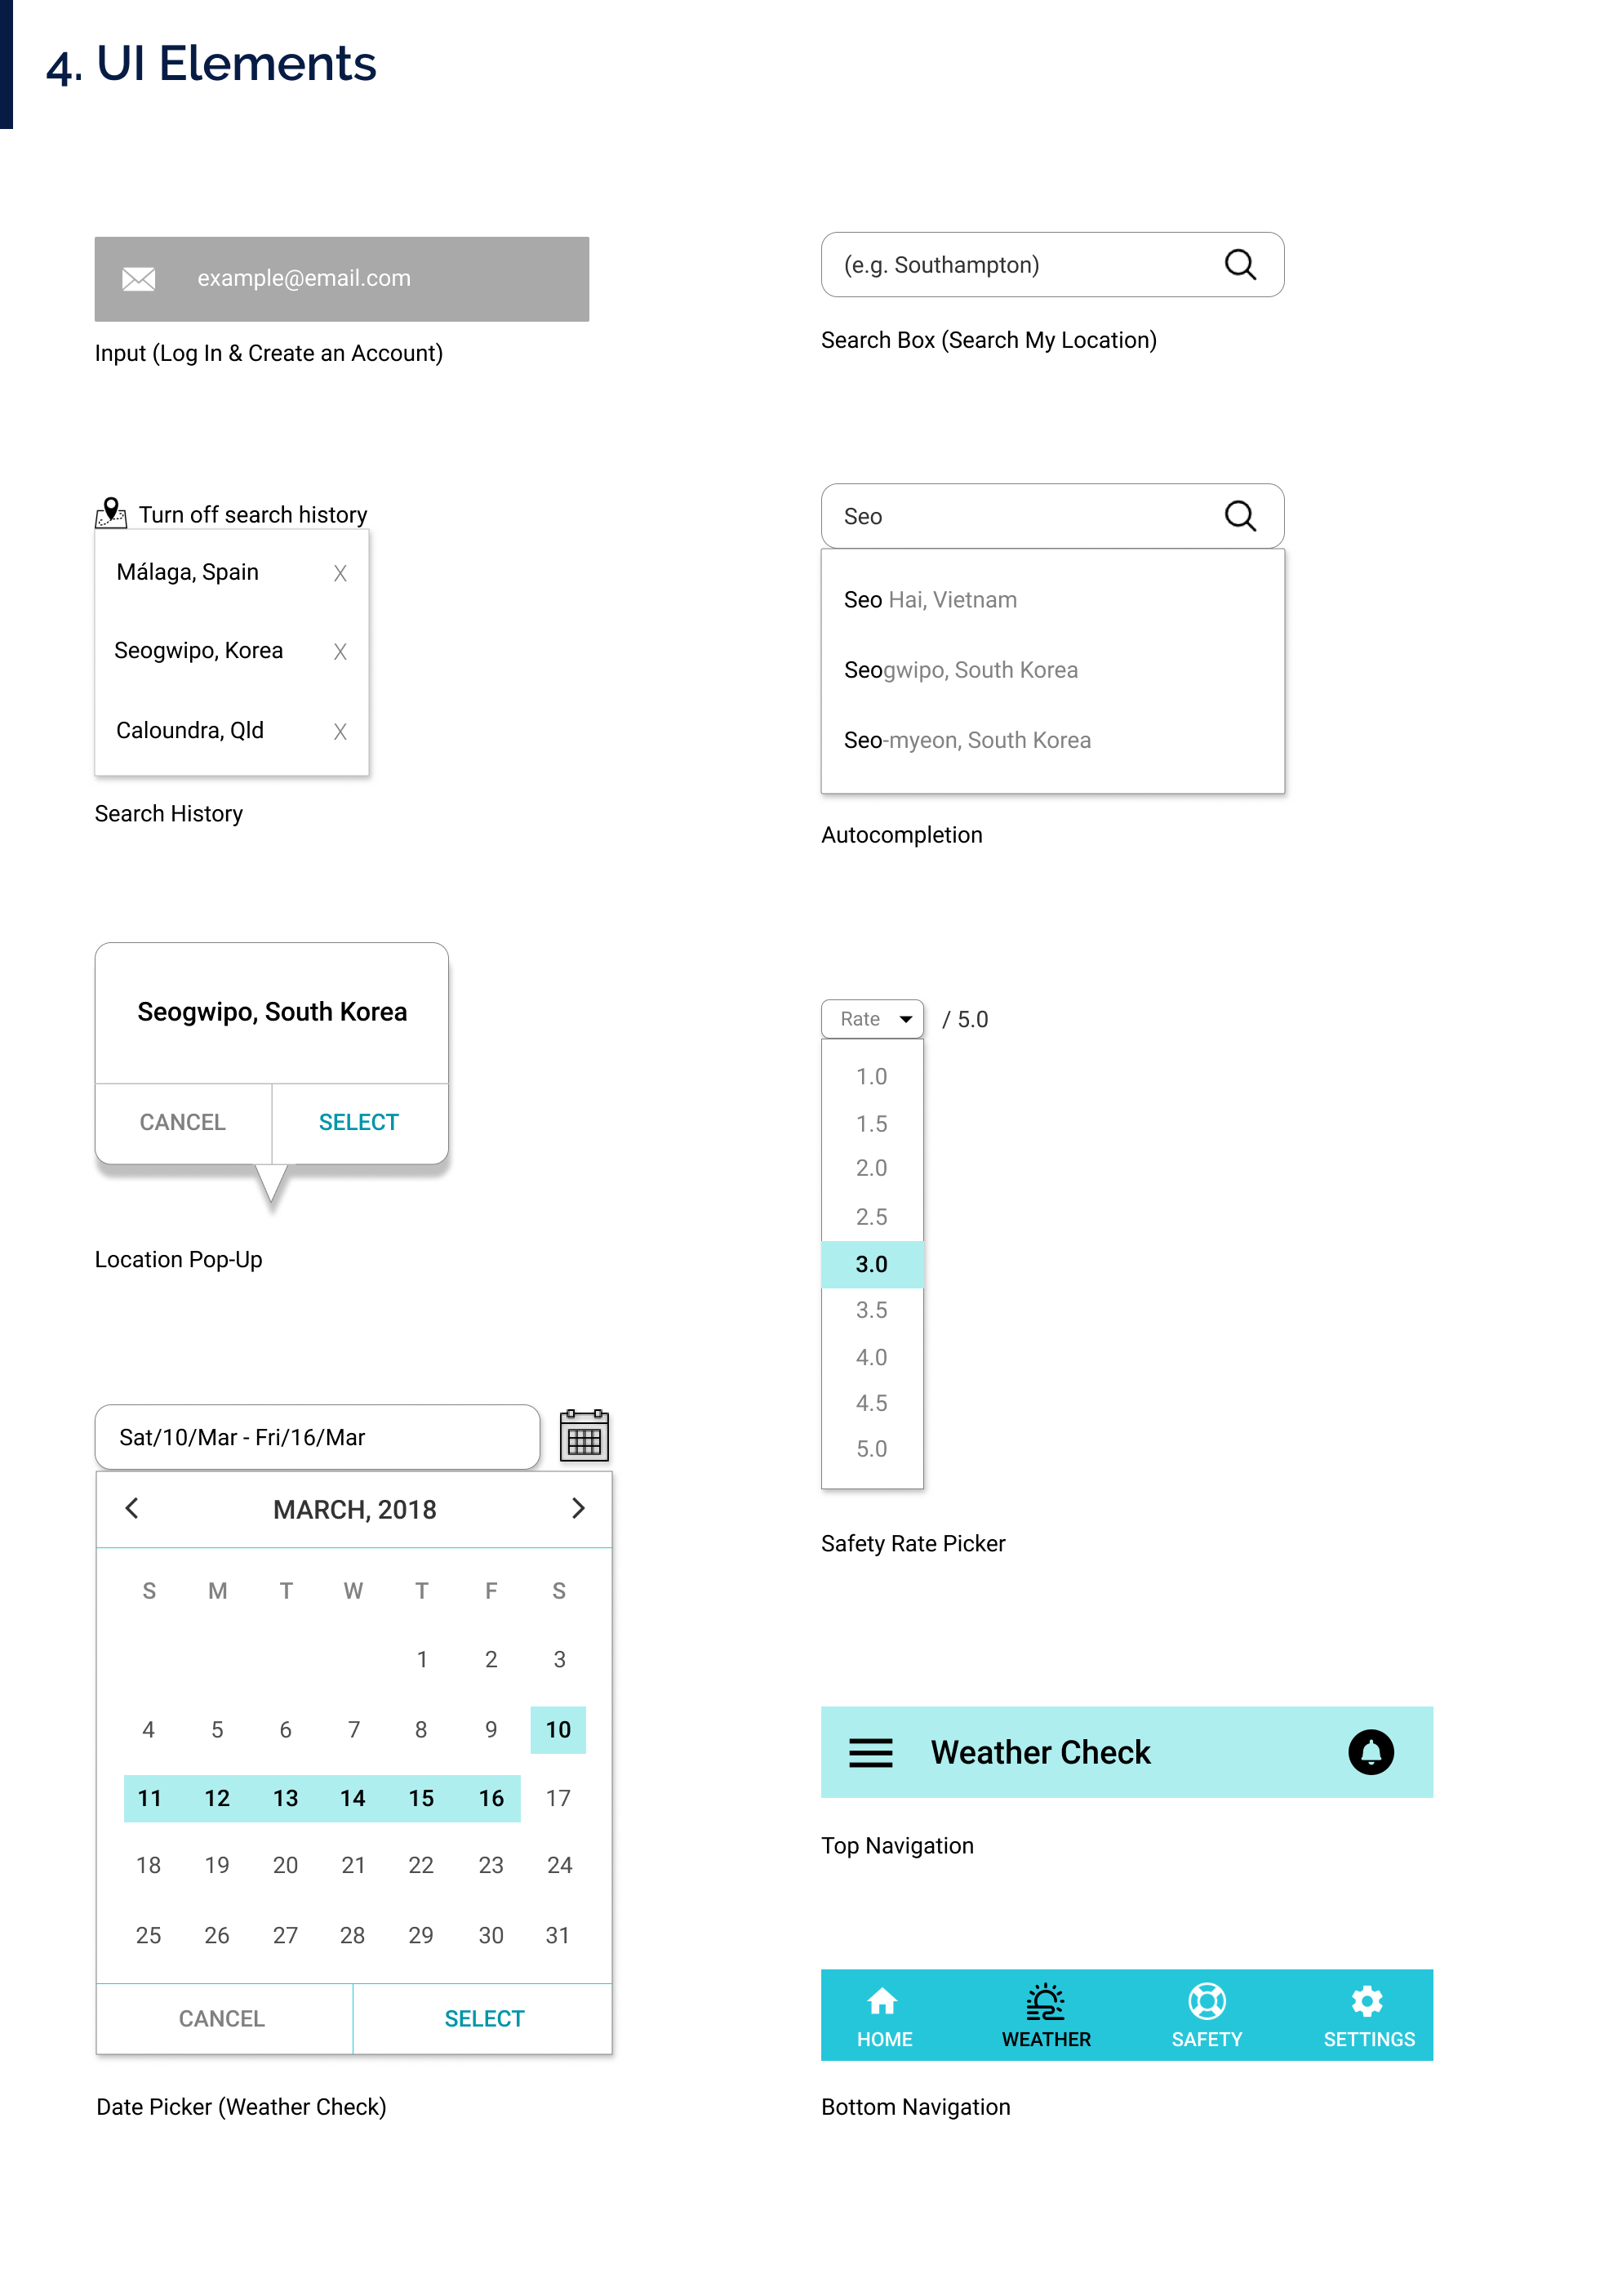 4. UI Elements
example@email.com
Input (Log In & Create an Account)
(e.g. Southampton)
Search Box (Search My Location)
Turn off search history
Málaga, Spain X
Seogwipo, Korea X
Caloundra, Qld X
Search History
Seo
Seo Hai, Vietnam
Seogwipo, South Korea
Seo-myeon, South Korea
Autocompletion
Seogwipo, South Korea
CANCEL SELECT
Location Pop-Up
Rate / 5.0
1.0
1.5
2.0
2.5
3.0
3.5
4.0
4.5
5.0
Safety Rate Picker
Sat/10/Mar - Fri/16/Mar
MARCH, 2018
S M T W T F S
1 2 3
4 5 6 7 8 9 10
11 12 13 14 15 16 17
18 19 20 21 22 23 24
25 26 27 28 29 30 31
CANCEL SELECT
Date Picker (Weather Check)
Weather Check
Top Navigation
HOME WEATHER SAFETY SETTINGS
Bottom Navigation